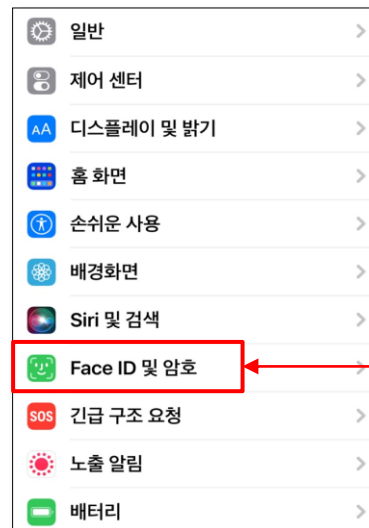 일반
제어 센터
AA 디스플레이 및 밝기
홈 화면
손쉬운 사용
배경화면
Siri 및 검색
Face ID 및 암호
SOS 긴급 구조 요청
노출 알림
배터리